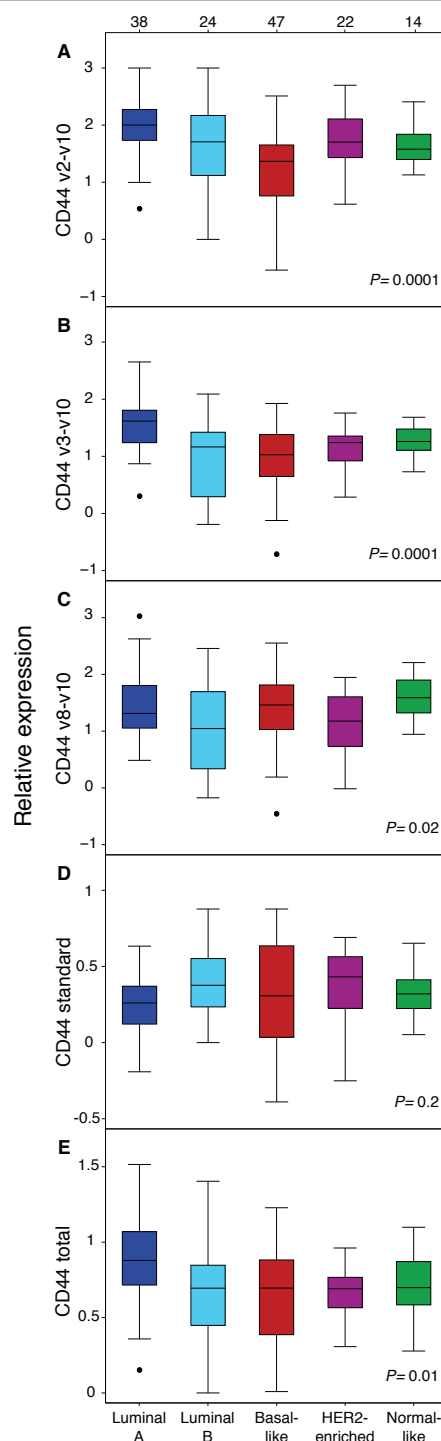 38 24 47 22 14
A
CD44 v2-v10
3
2
1
0
−1
P= 0.0001
B
CD44 v3-v10
3
2
1
0
−1
P= 0.0001
Relative expression
C
CD44 v8-v10
3
2
1
0
−1
P= 0.02
D
CD44 standard
1
0.5
0
-0.5
P= 0.2
E
CD44 total
1.5
1
0.5
0
P= 0.01
Luminal Luminal Basal- HER2- Normal-
A B like enriched like